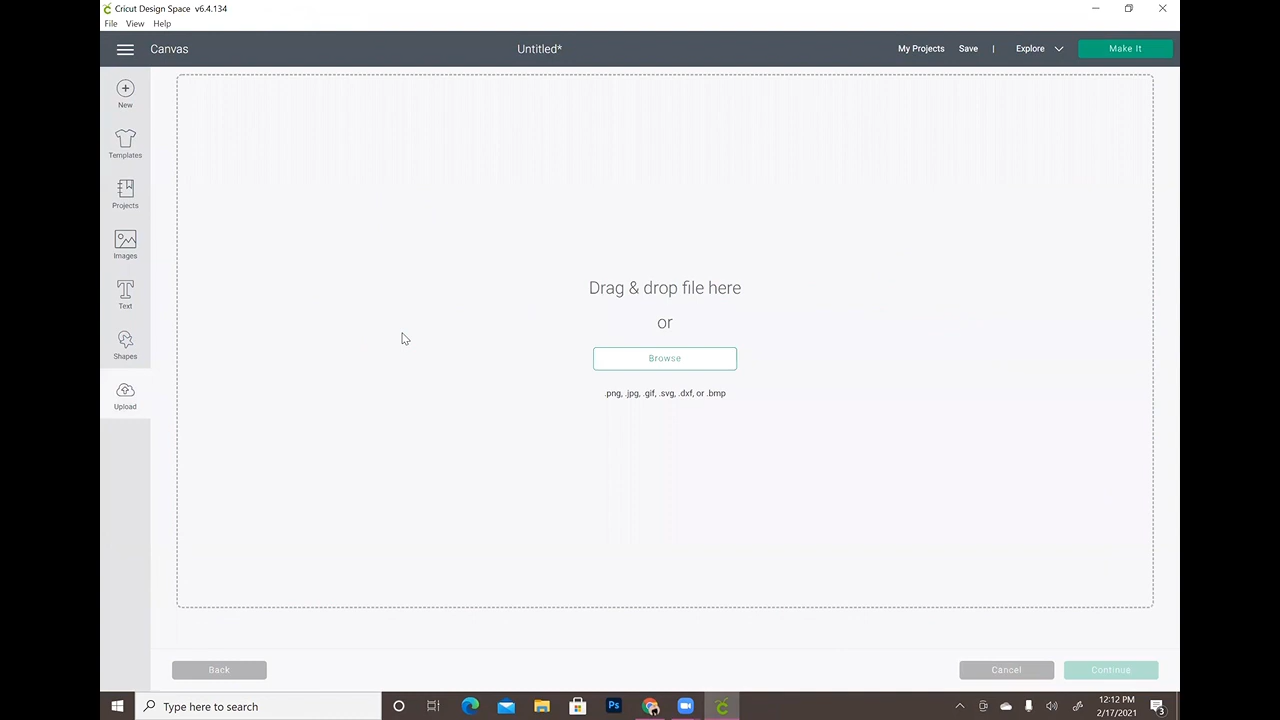 Cricut Design Space v6.4.134
File View Help
Canvas
Untitled*
My Projects Save | Explore
Make It
New
Templates
Projects
Images
Text
Shapes
Upload
Drag & drop file here
or
Browse
.png, .jpg, .gif, .svg, .dxf, or .bmp
Back
Cancel
Continue
Type here to search
Ps
12:12 PM
2/17/2021
3